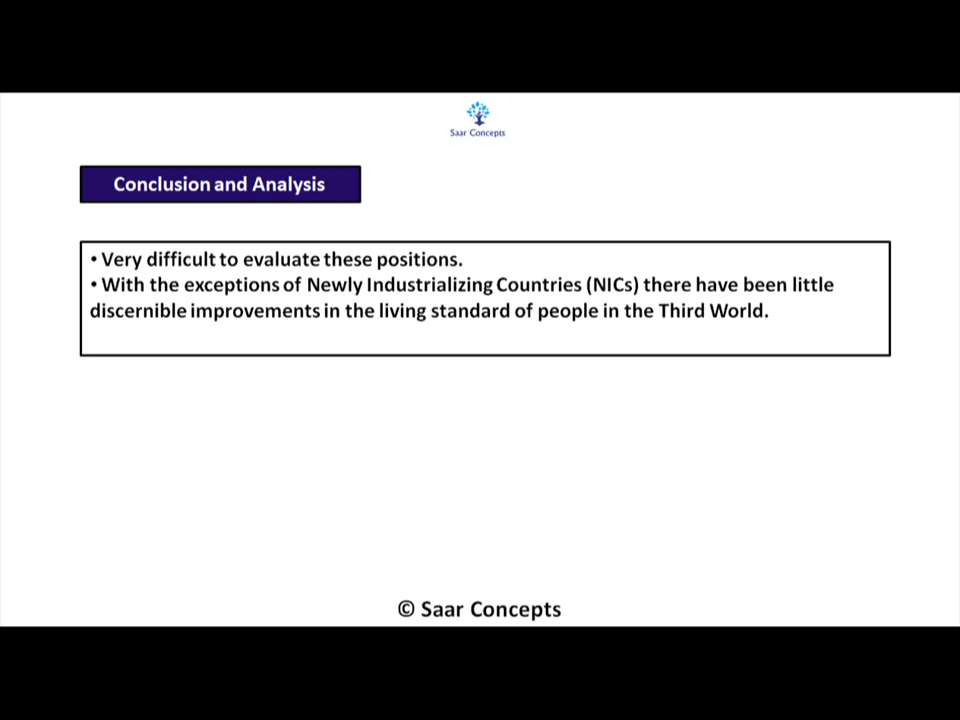 Saar Concepts
Conclusion and Analysis
• Very difficult to evaluate these positions.
• With the exceptions of Newly Industrializing Countries (NICs) there have been little
discernible improvements in the living standard of people in the Third World.
© Saar Concepts